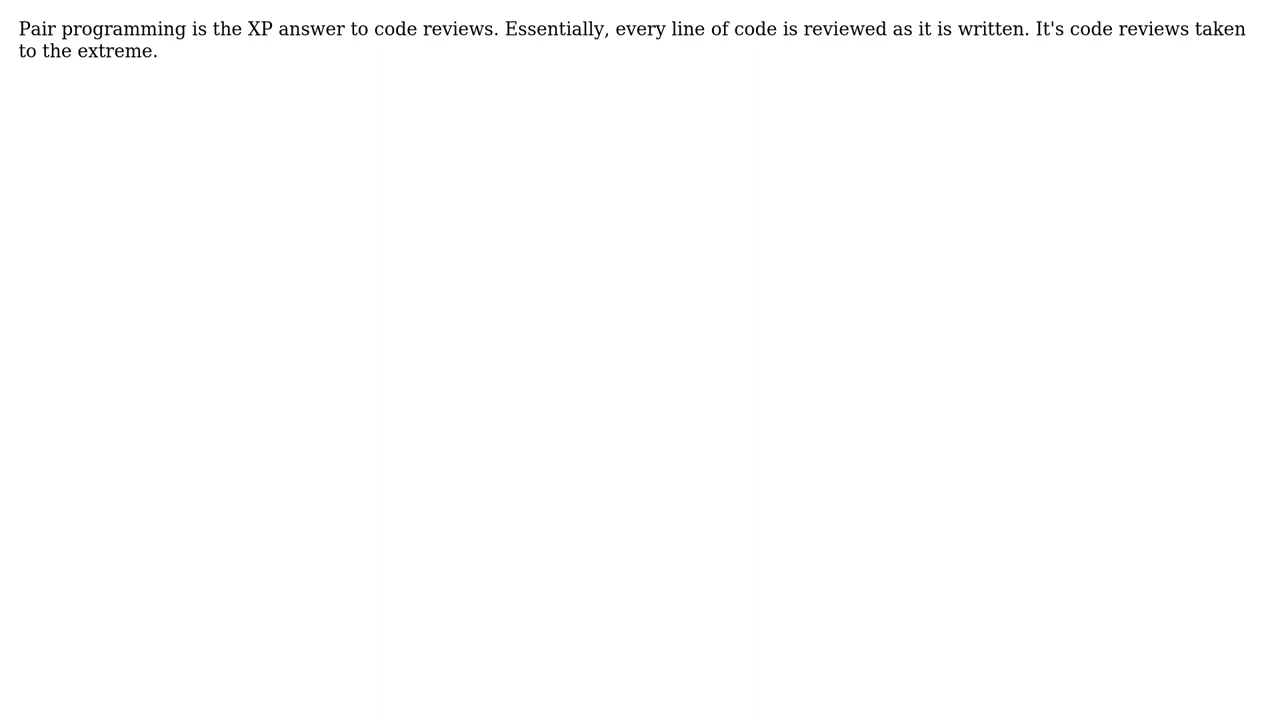 Pair programming is the XP answer to code reviews. Essentially, every line of code is reviewed as it is written. It's code reviews taken
to the extreme.